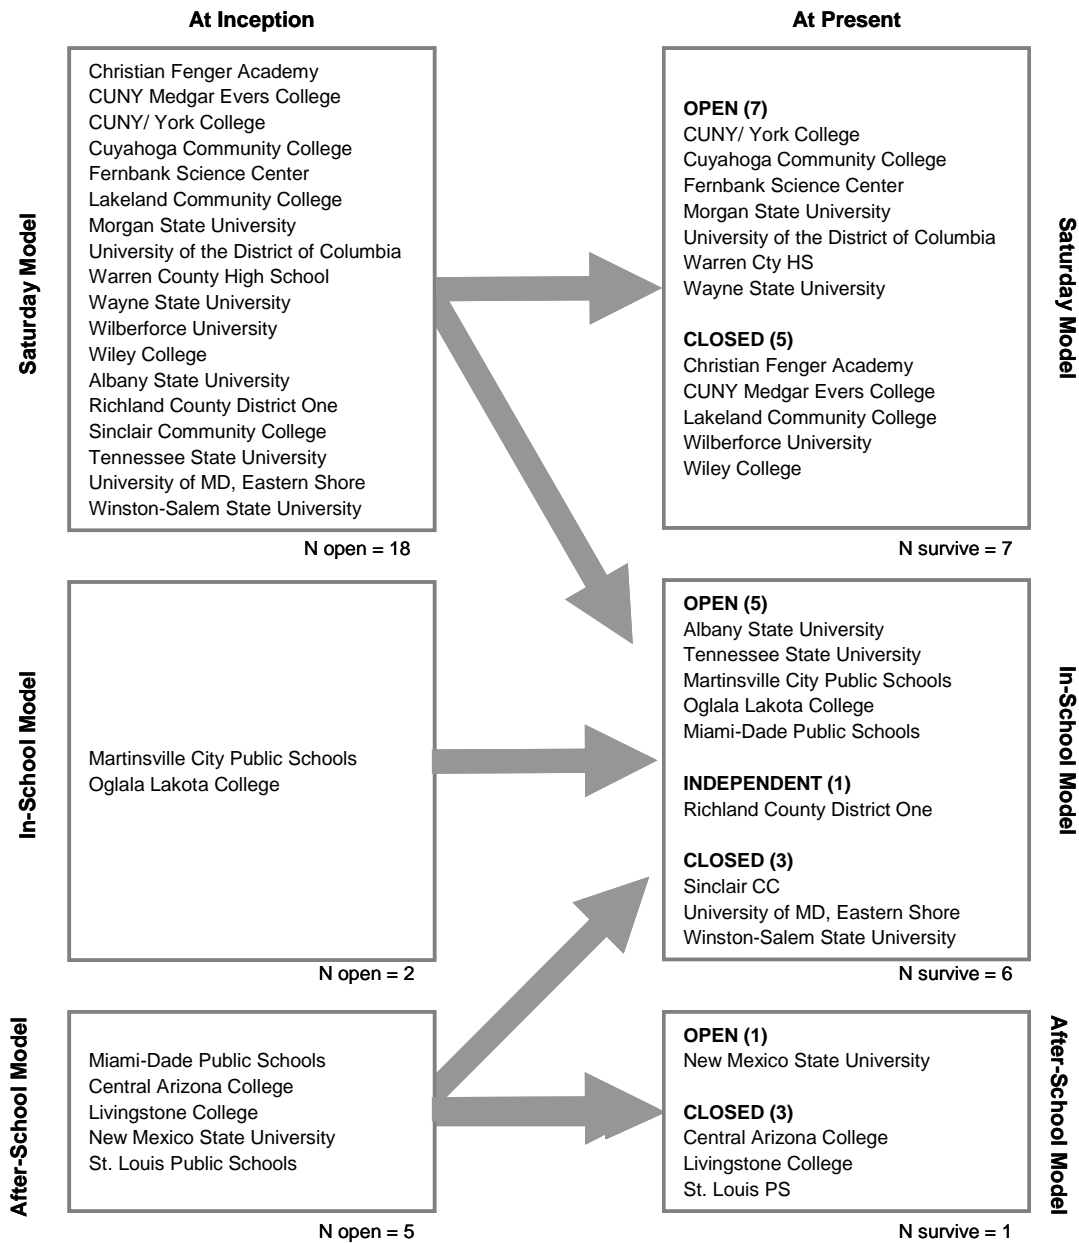 At Inception
At Present
Saturday Model
Christian Fenger Academy
CUNY Medgar Evers College
CUNY/ York College
Cuyahoga Community College
Fernbank Science Center
Lakeland Community College
Morgan State University
University of the District of Columbia
Warren County High School
Wayne State University
Wilberforce University
Wiley College
Albany State University
Richland County District One
Sinclair Community College
Tennessee State University
University of MD, Eastern Shore
Winston-Salem State University
N open = 18
OPEN (7)
CUNY/ York College
Cuyahoga Community College
Fernbank Science Center
Morgan State University
University of the District of Columbia
Warren Cty HS
Wayne State University
CLOSED (5)
Christian Fenger Academy
CUNY Medgar Evers College
Lakeland Community College
Wilberforce University
Wiley College
N survive = 7
Saturday Model
In-School Model
Martinsville City Public Schools
Oglala Lakota College
N open = 2
OPEN (5)
Albany State University
Tennessee State University
Martinsville City Public Schools
Oglala Lakota College
Miami-Dade Public Schools
INDEPENDENT (1)
Richland County District One
CLOSED (3)
Sinclair CC
University of MD, Eastern Shore
Winston-Salem State University
N survive = 6
In-School Model
After-School Model
Miami-Dade Public Schools
Central Arizona College
Livingstone College
New Mexico State University
St. Louis Public Schools
N open = 5
OPEN (1)
New Mexico State University
CLOSED (3)
Central Arizona College
Livingstone College
St. Louis PS
N survive = 1
After-School Model